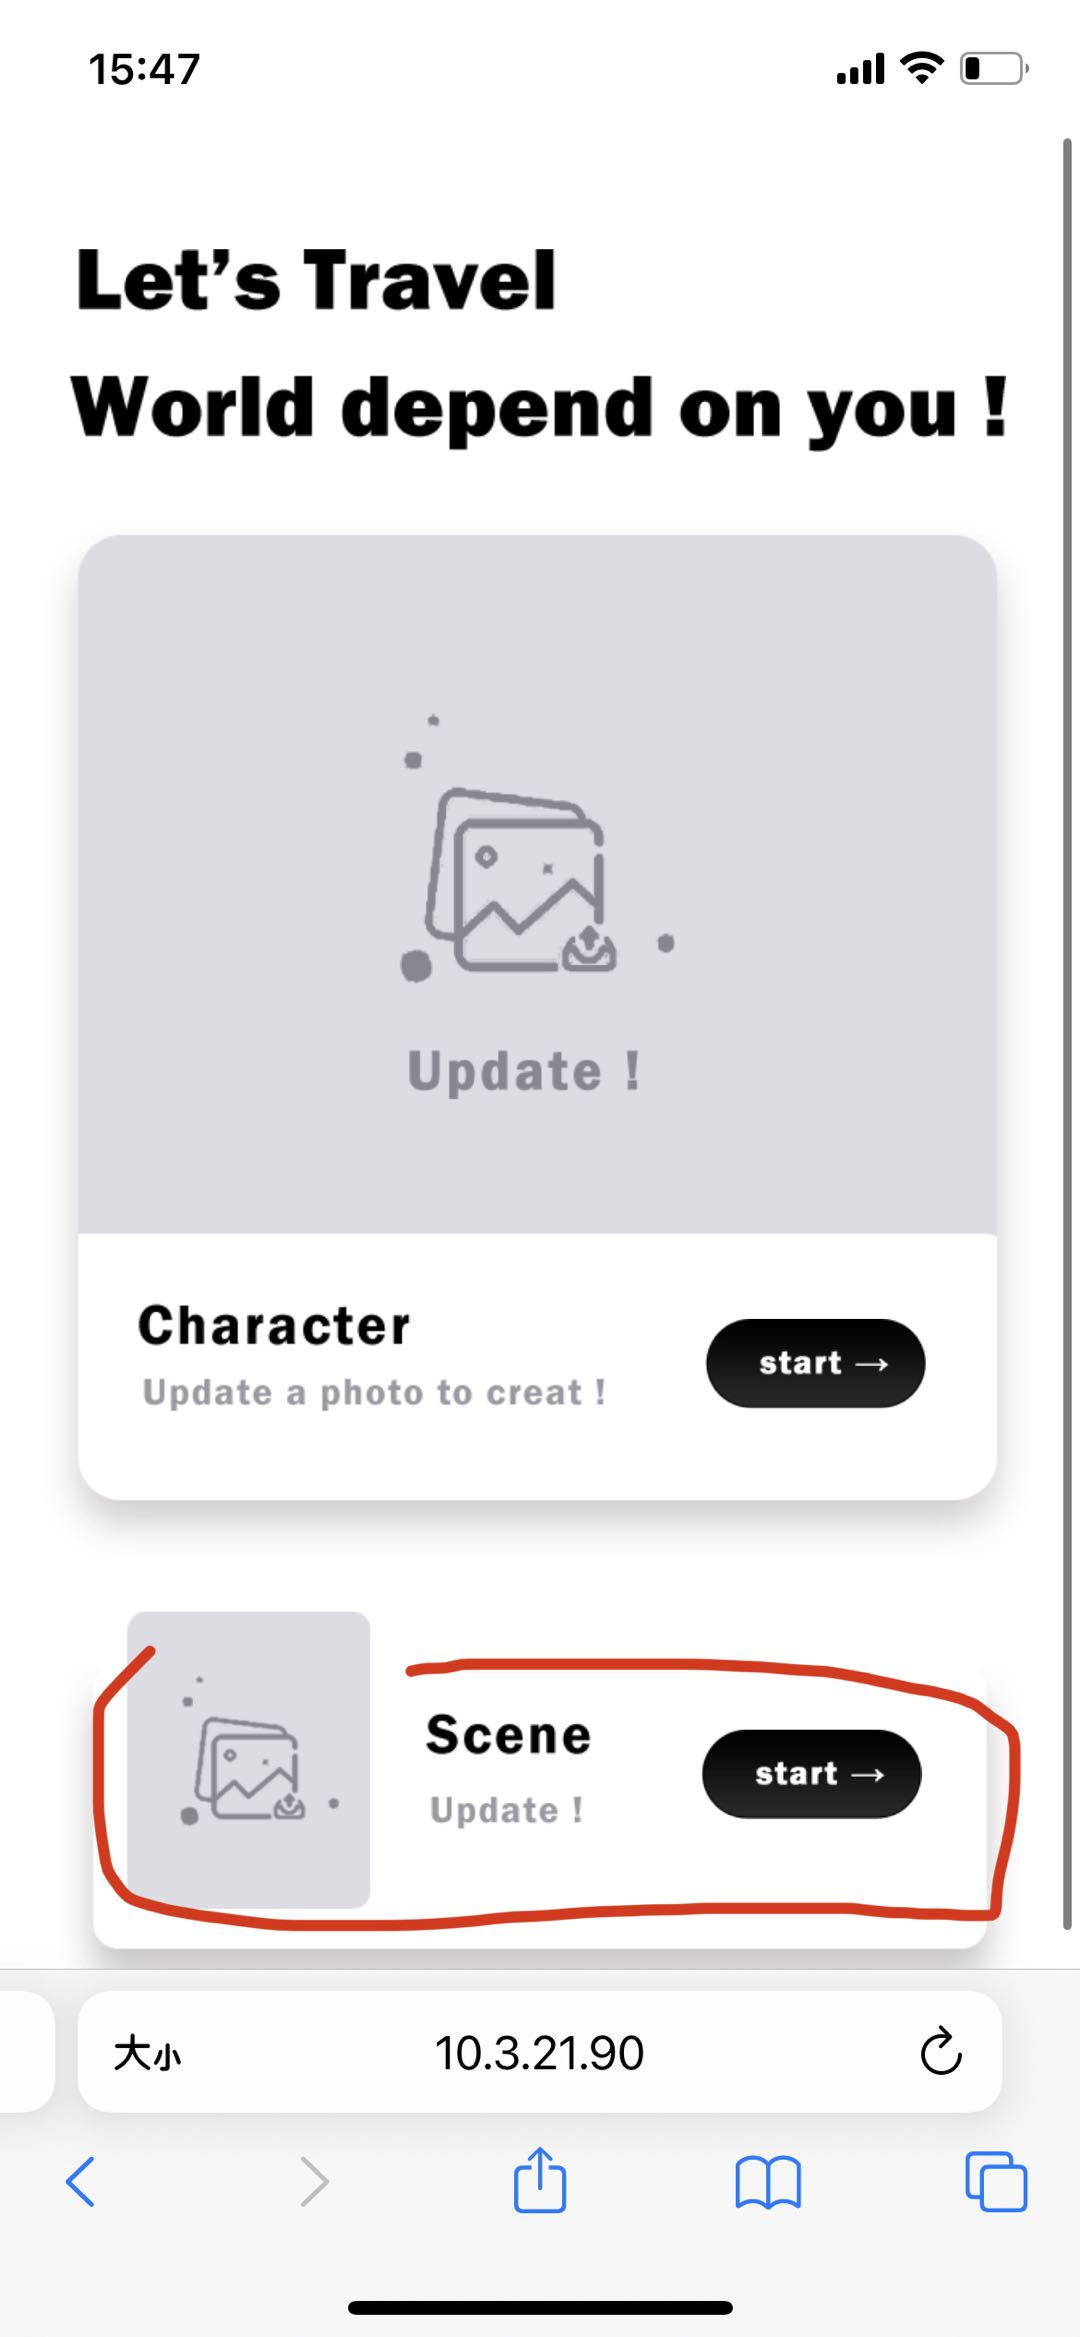 15:47
Let’s Travel
World depend on you !
Update !
Character
Update a photo to creat !
start →
Scene
Update !
start →
大小
10.3.21.90